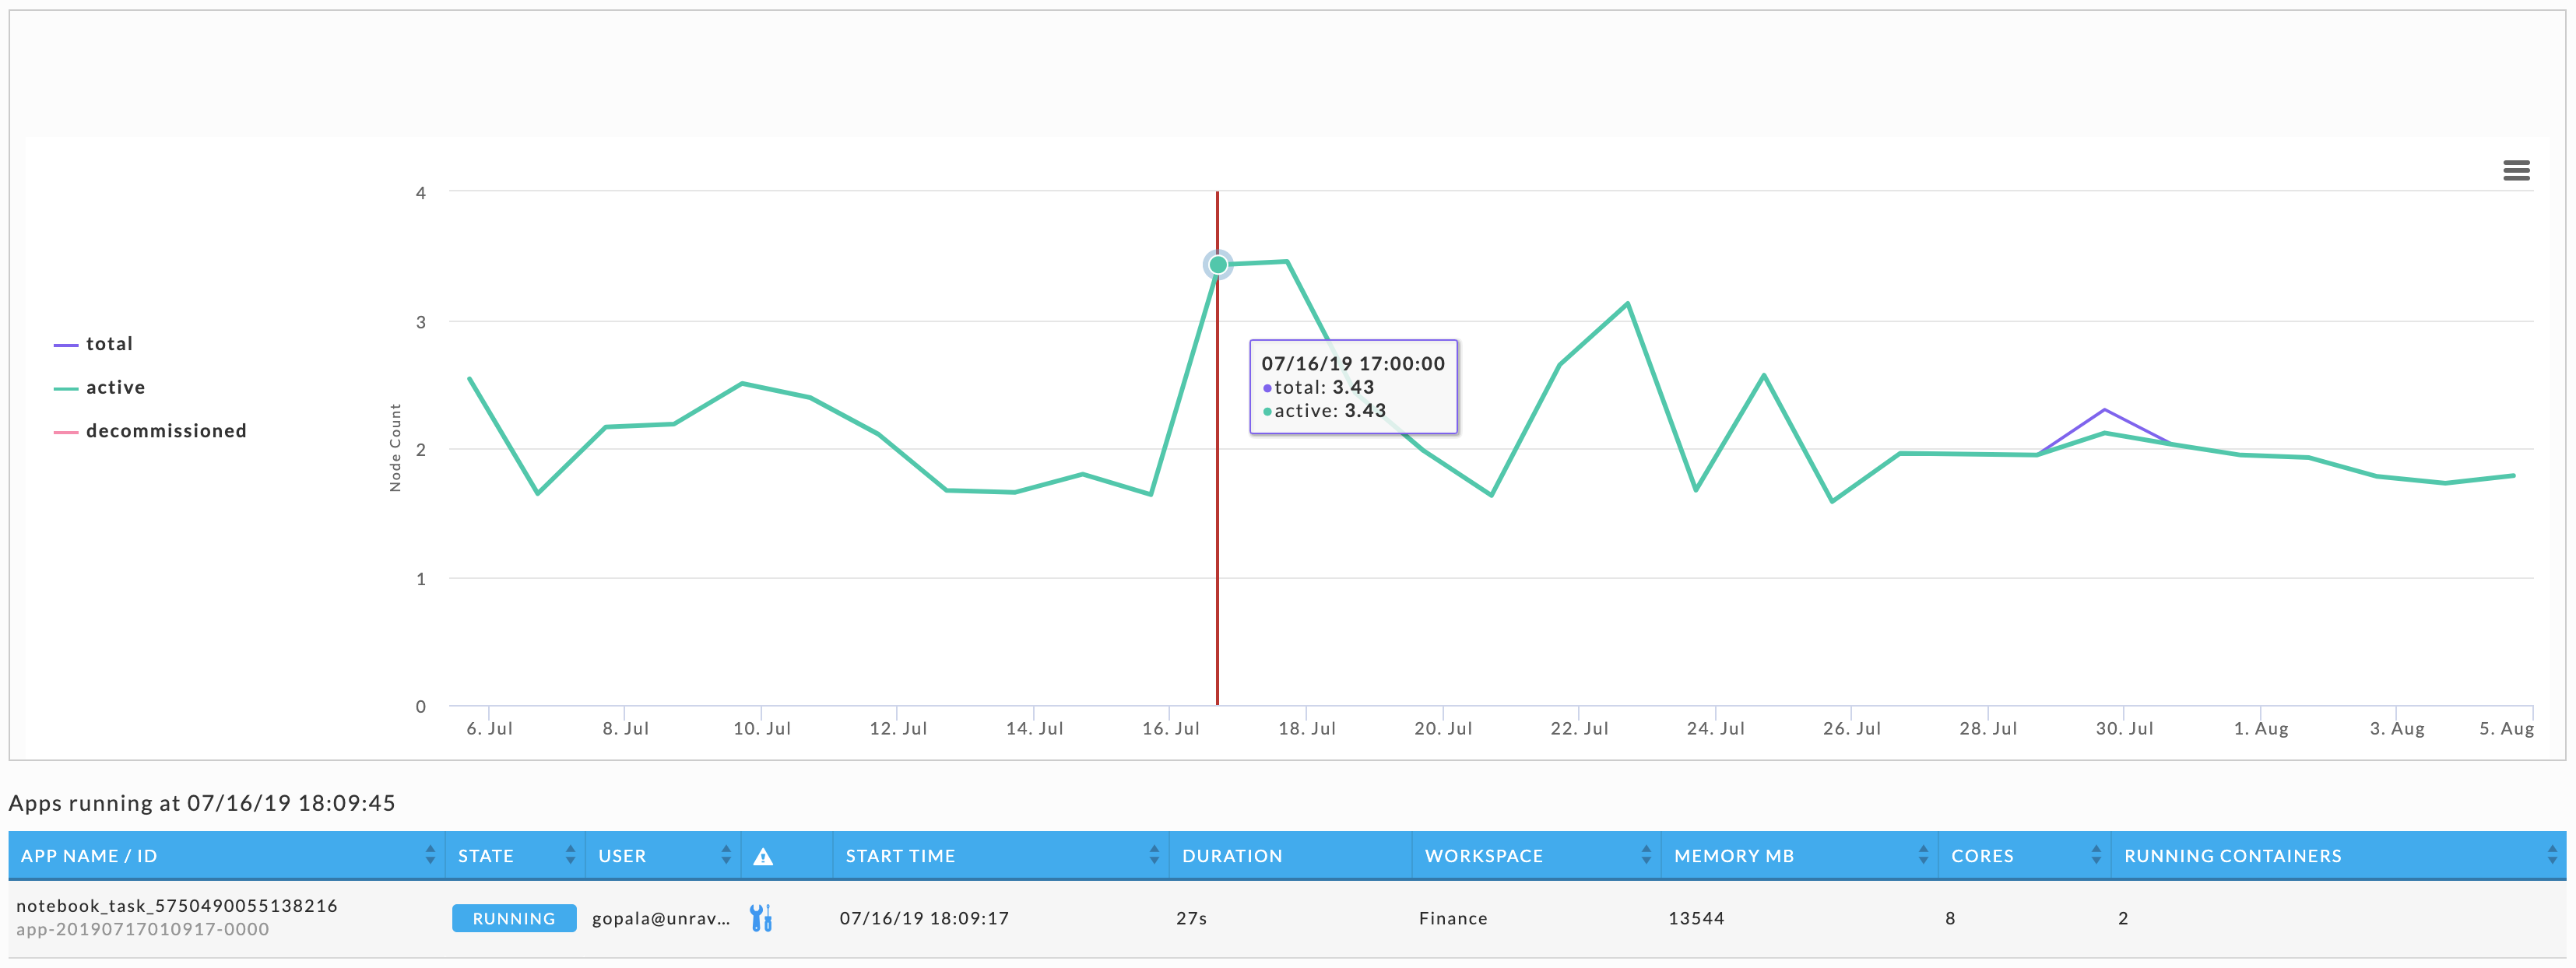 4
3
2
1
0
Node Count
total
active
decommissioned
07/16/19 17:00:00
total: 3.43
active: 3.43
6. Jul 8. Jul 10. Jul 12. Jul 14. Jul 16. Jul 18. Jul 20. Jul 22. Jul 24. Jul 26. Jul 28. Jul 30. Jul 1. Aug 3. Aug 5. Aug
Apps running at 07/16/19 18:09:45
APP NAME / ID STATE USER START TIME DURATION WORKSPACE MEMORY MB CORES RUNNING CONTAINERS
notebook_task_5750490055138216 RUNNING gopala@unrav... 07/16/19 18:09:17 27s Finance 13544 8 2
app-20190717010917-0000